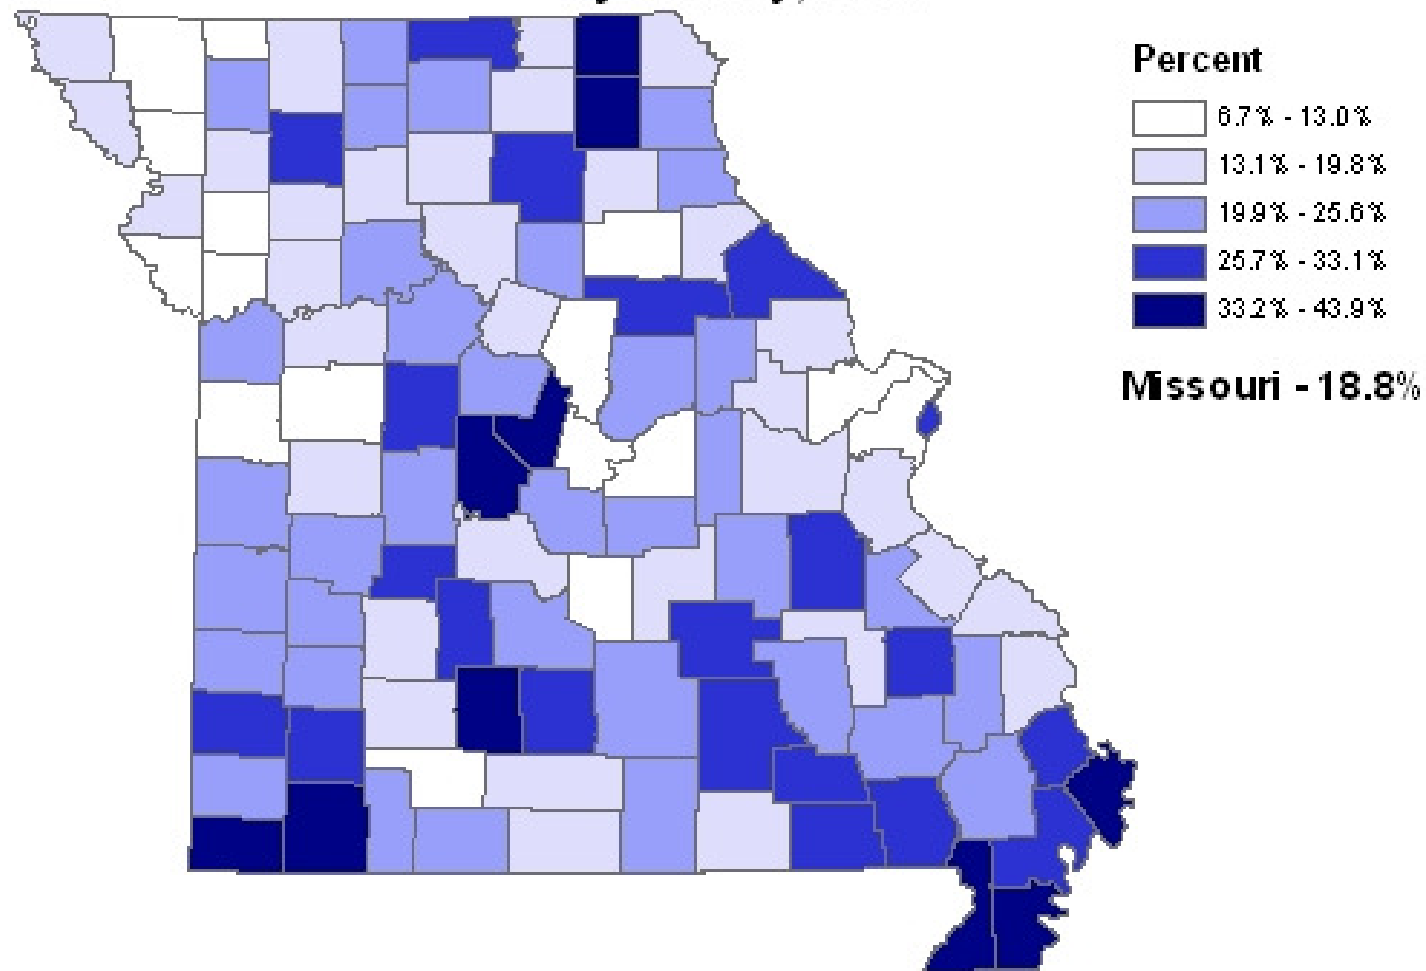 Percent
6.7% - 13.0%
13.1% - 19.8%
19.9% - 25.6%
25.7% - 33.1%
33.2% - 43.9%
Missouri - 18.8%